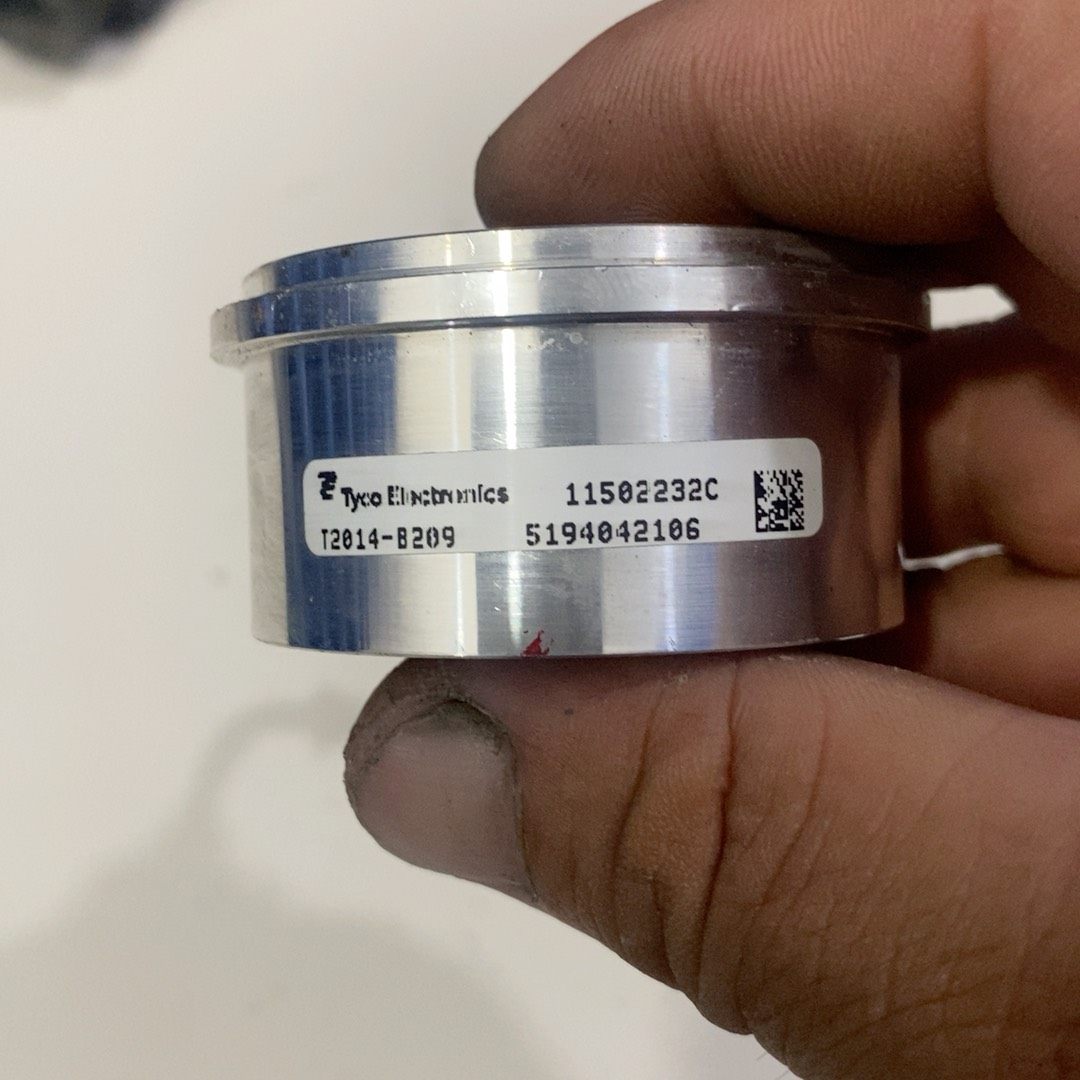 Tyco Electronics 11502232C
T2014-B209 5194042106